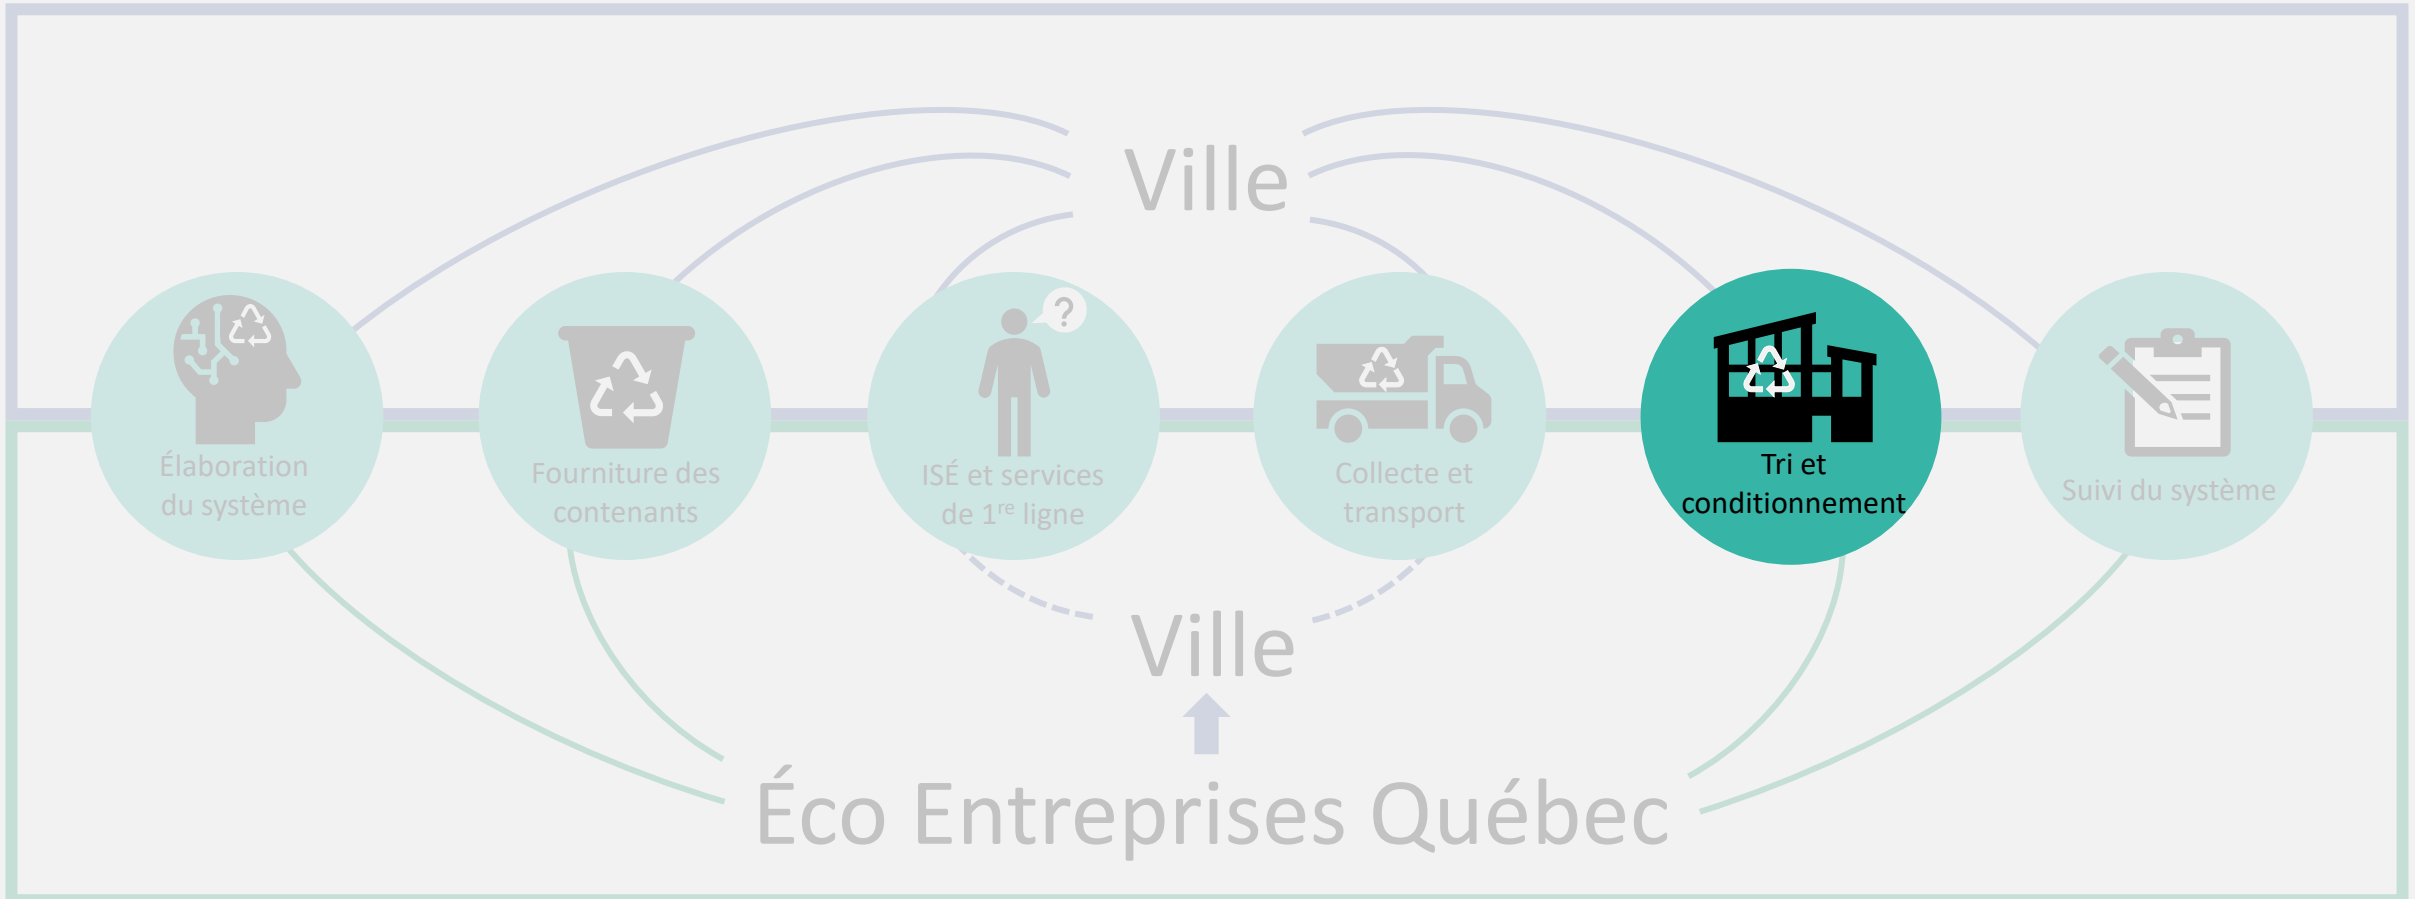 Ville
?
Élaboration
du système
Fourniture des
contenants
ISÉ et services
de 1re ligne
Collecte et
transport
Tri et
conditionnement
Suivi du système
Ville
Éco Entreprises Québec